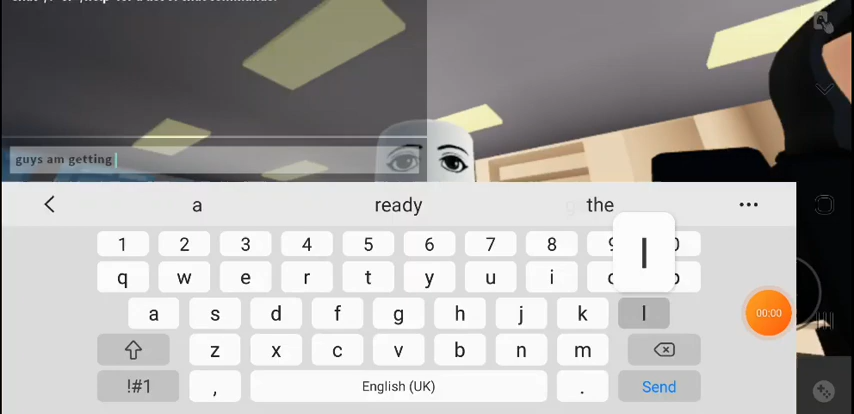 guys am getting
a ready the
1 2 3 4 5 6 7 8 9 0
q w e r t y u i o p
l
a s d f g h j k l
00:00
z x c v b n m
!#1 , English (UK) . Send